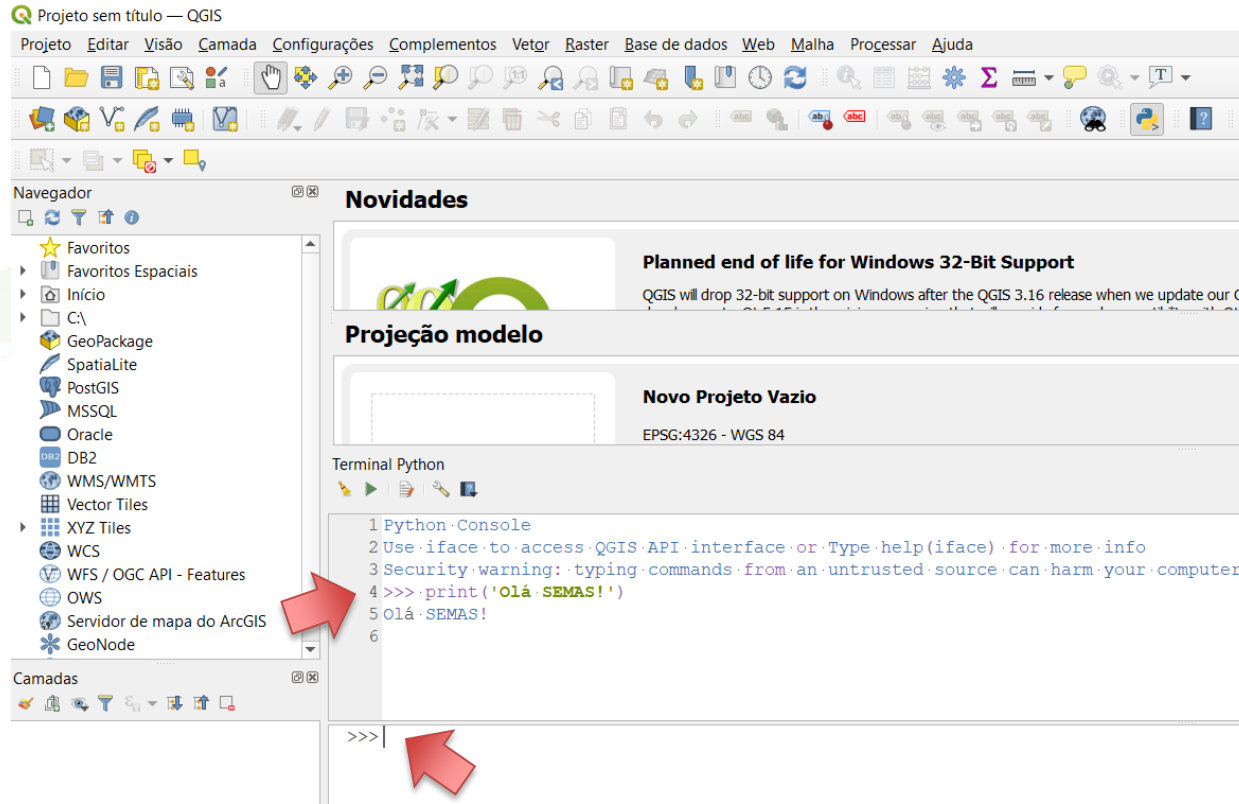 Projeto sem título — QGIS
Projeto Editar Visão Camada Configurações Complementos Vetor Raster Base de dados Web Malha Processar Ajuda
Navegador
Favoritos
Favoritos Espaciais
Início
C:\
GeoPackage
SpatiaLite
PostGIS
MSSQL
Oracle
DB2
WMS/WMTS
Vector Tiles
XYZ Tiles
WCS
WFS / OGC API - Features
OWS
Servidor de mapa do ArcGIS
GeoNode
Camadas
Novidades
Planned end of life for Windows 32-Bit Support
QGIS will drop 32-bit support on Windows after the QGIS 3.16 release when we update our
Projeção modelo
Novo Projeto Vazio
EPSG:4326 - WGS 84
Terminal Python
1 Python Console
2 Use iface to access QGIS API interface or Type help(iface) for more info
3 Security warning: typing commands from an untrusted source can harm your computer
4 >>> print('Olá SEMAS!')
5 Olá SEMAS!
6
>>>